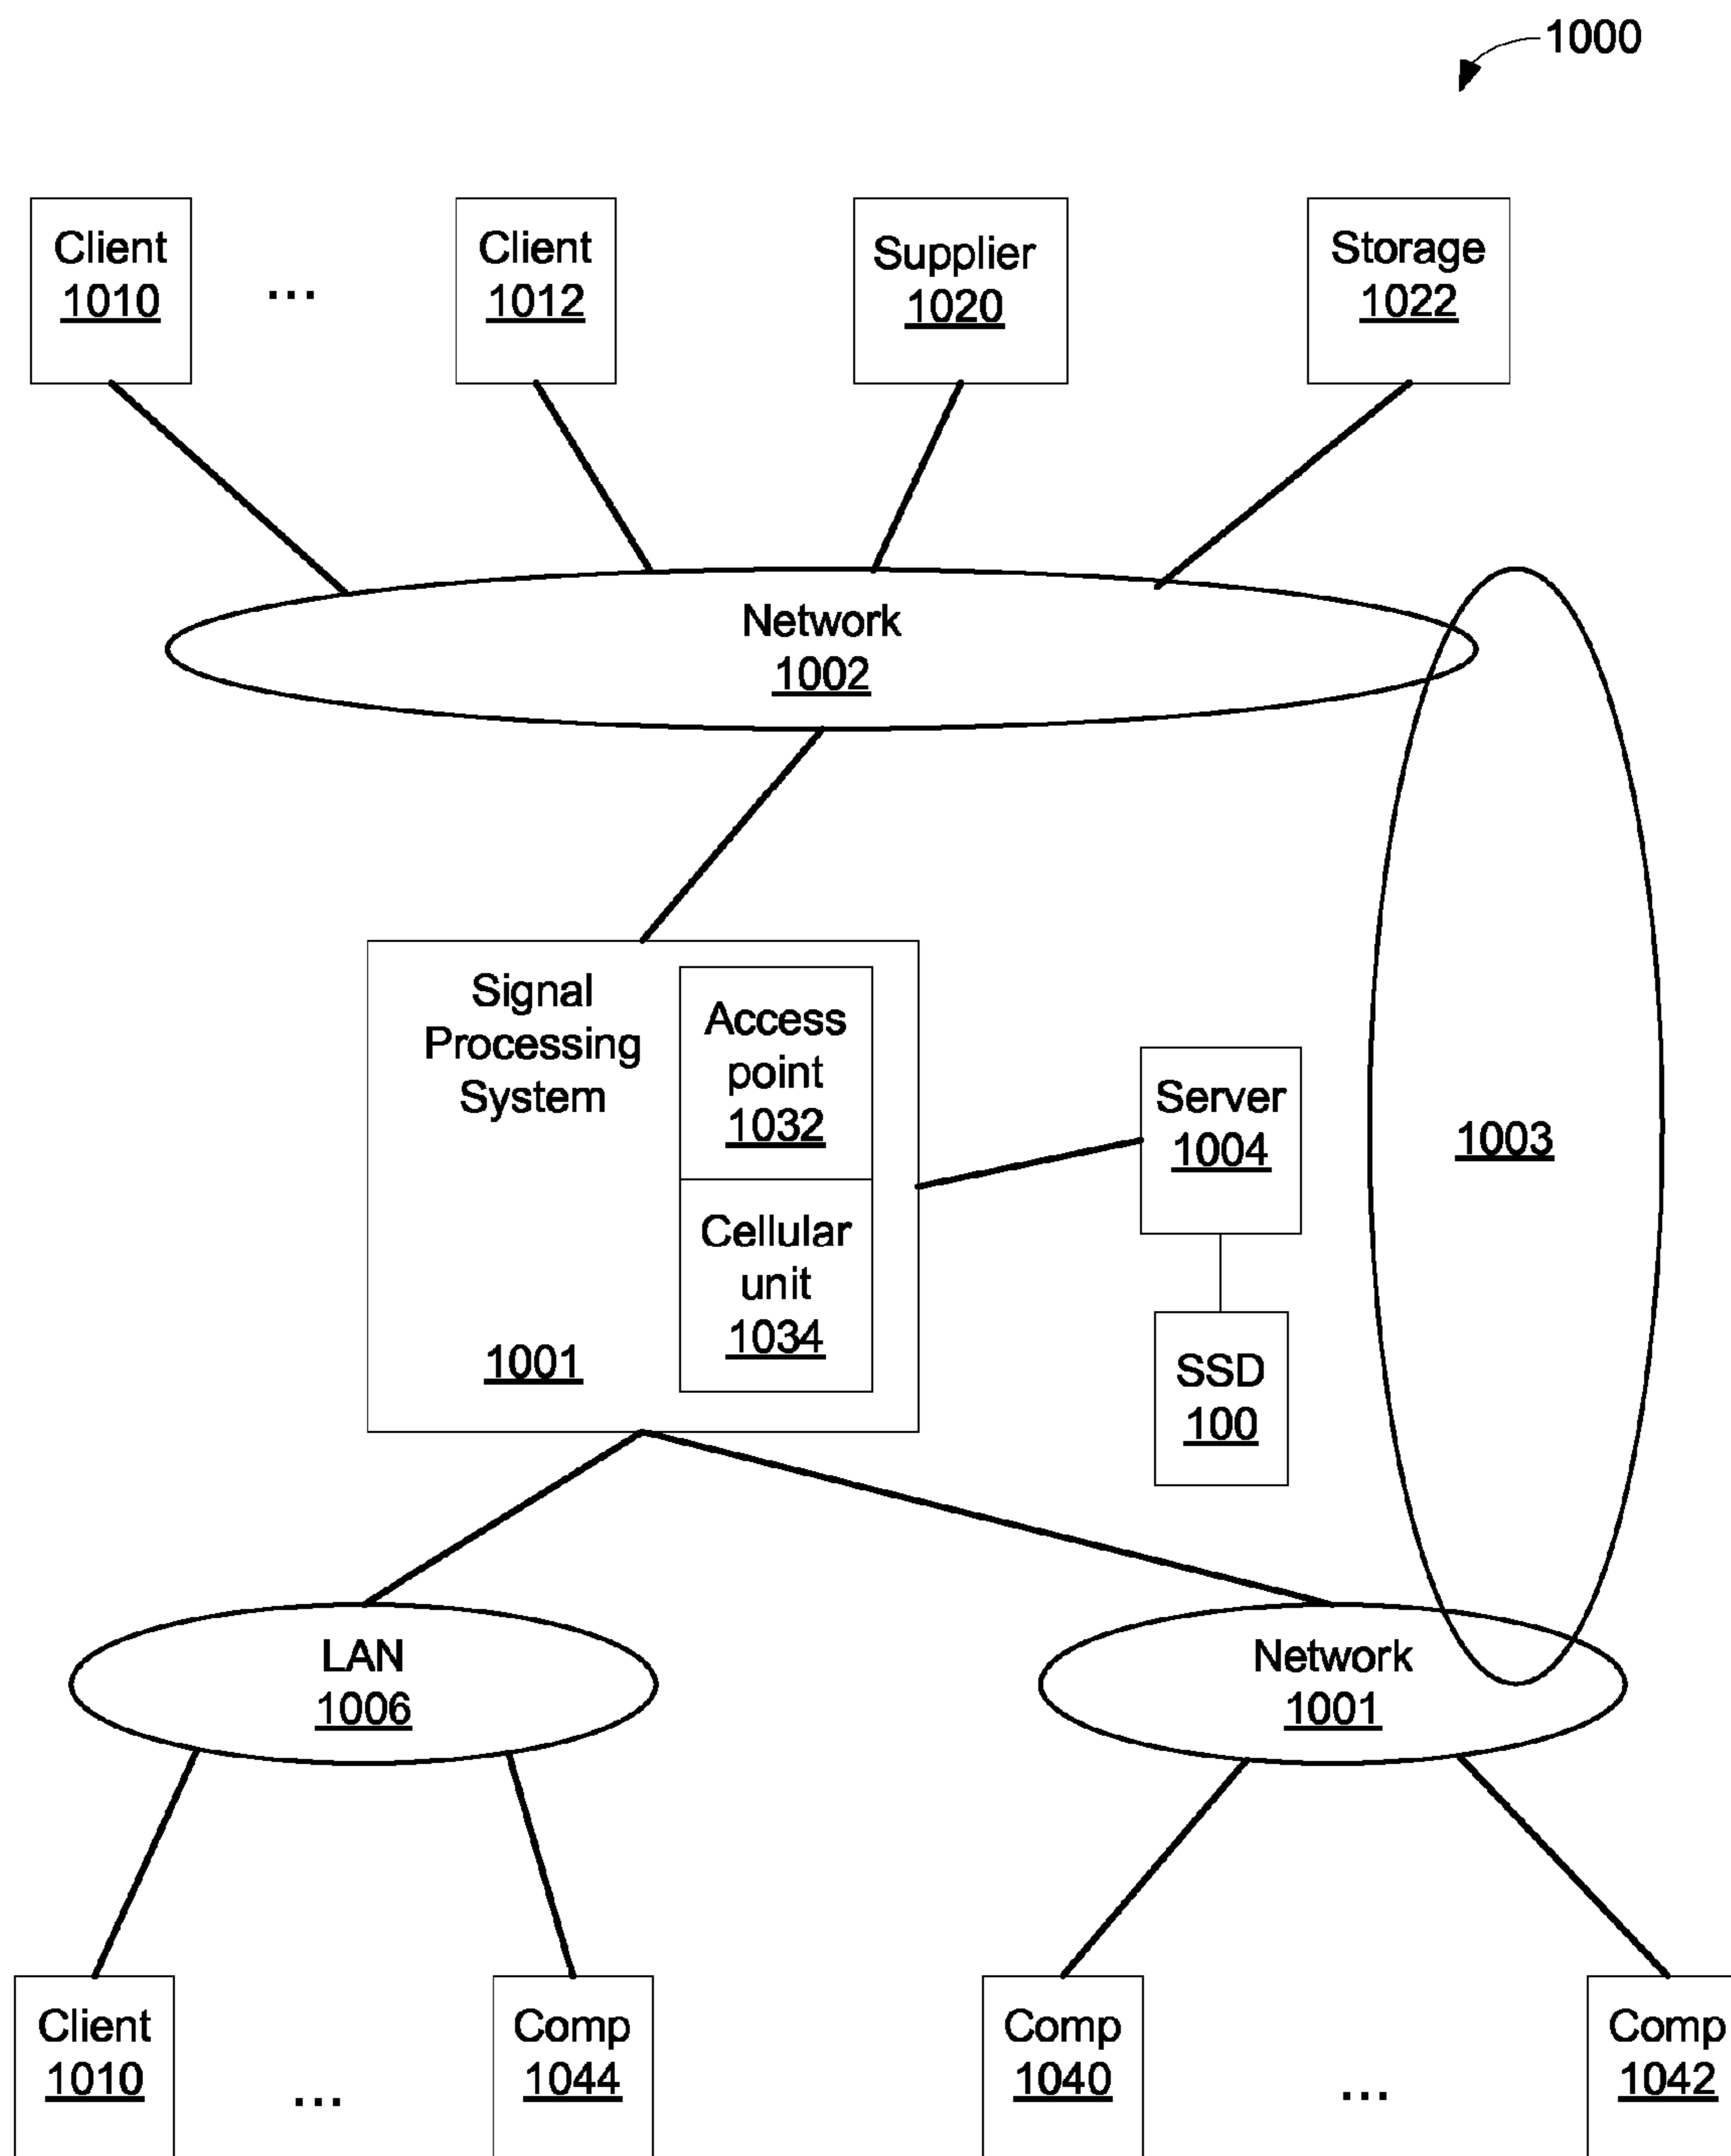 1000
Client
1010
...
Client
1012
Supplier
1020
Storage
1022
Network
1002
Signal
Processing
System
1001
Access
point
1032
Cellular
unit
1034
Server
1004
SSD
100
1003
LAN
1006
Network
1001
Client
1010
...
Comp
1044
Comp
1040
...
Comp
1042